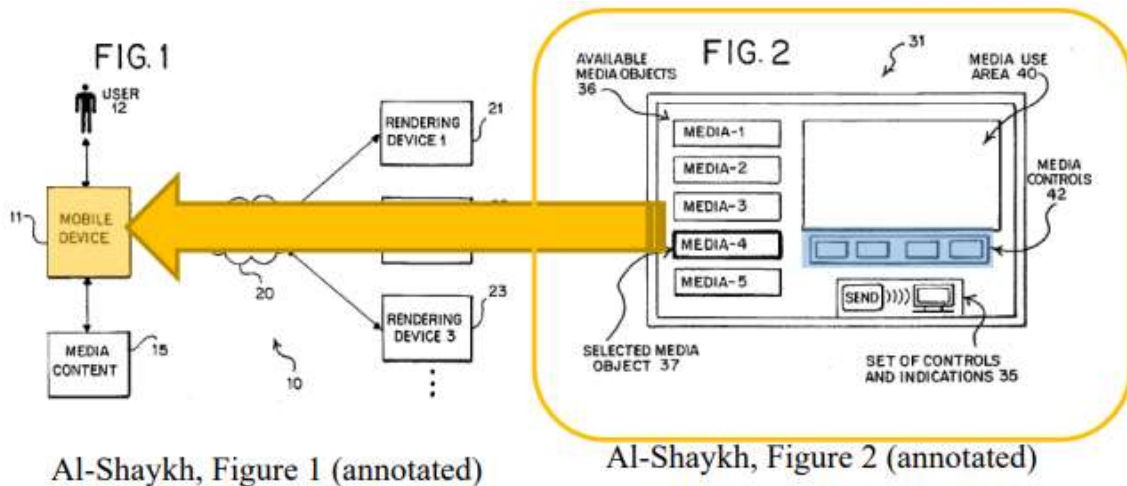 FIG. 1
USER
12
11
MOBILE
DEVICE
MEDIA
CONTENT
15
20
10
RENDERING
DEVICE 1
21
RENDERING
DEVICE 3
23
FIG. 2
31
AVAILABLE
MEDIA OBJECTS
36
MEDIA USE
AREA 40
MEDIA-1
MEDIA-2
MEDIA-3
MEDIA-4
MEDIA-5
MEDIA
CONTROLS
42
SEND
SELECTED MEDIA
OBJECT 37
SET OF CONTROLS
AND INDICATIONS 35
Al-Shaykh, Figure 1 (annotated)
Al-Shaykh, Figure 2 (annotated)